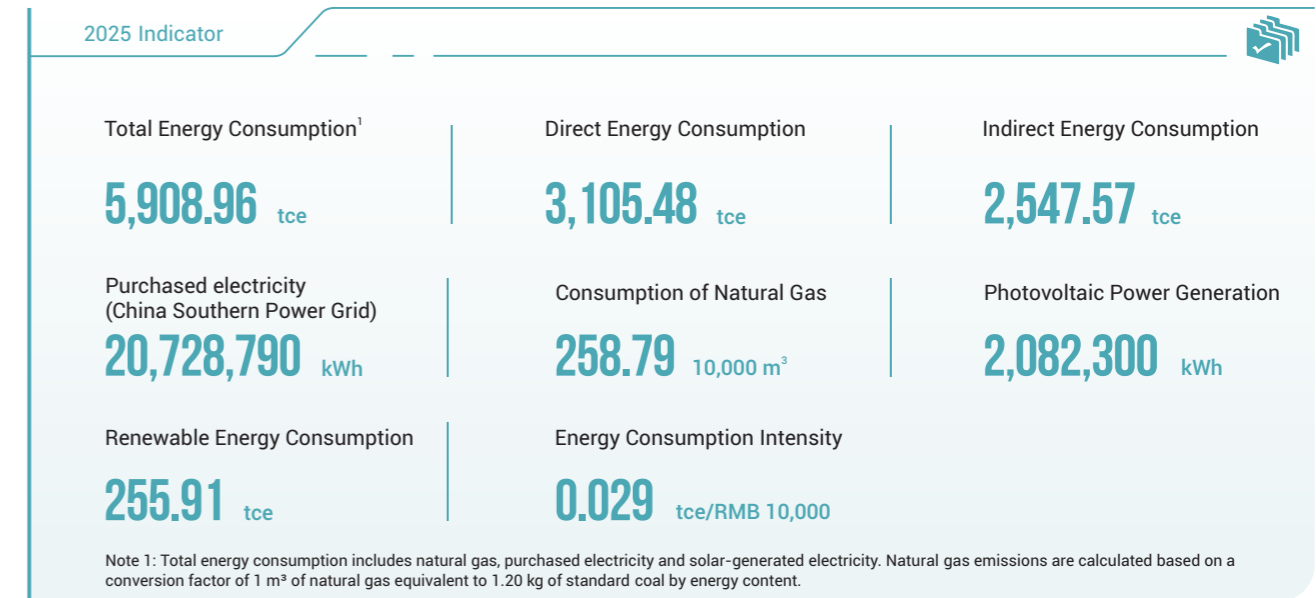 2025 Indicator
Total Energy Consumption¹
5,908.96 tce
Direct Energy Consumption
3,105.48 tce
Indirect Energy Consumption
2,547.57 tce
Purchased electricity
(China Southern Power Grid)
20,728,790 kWh
Consumption of Natural Gas
258.79 10,000 m³
Photovoltaic Power Generation
2,082,300 kWh
Renewable Energy Consumption
255.91 tce
Energy Consumption Intensity
0.029 tce/RMB 10,000
Note 1: Total energy consumption includes natural gas, purchased electricity and solar-generated electricity. Natural gas emissions are calculated based on a
conversion factor of 1 m³ of natural gas equivalent to 1.20 kg of standard coal by energy content.